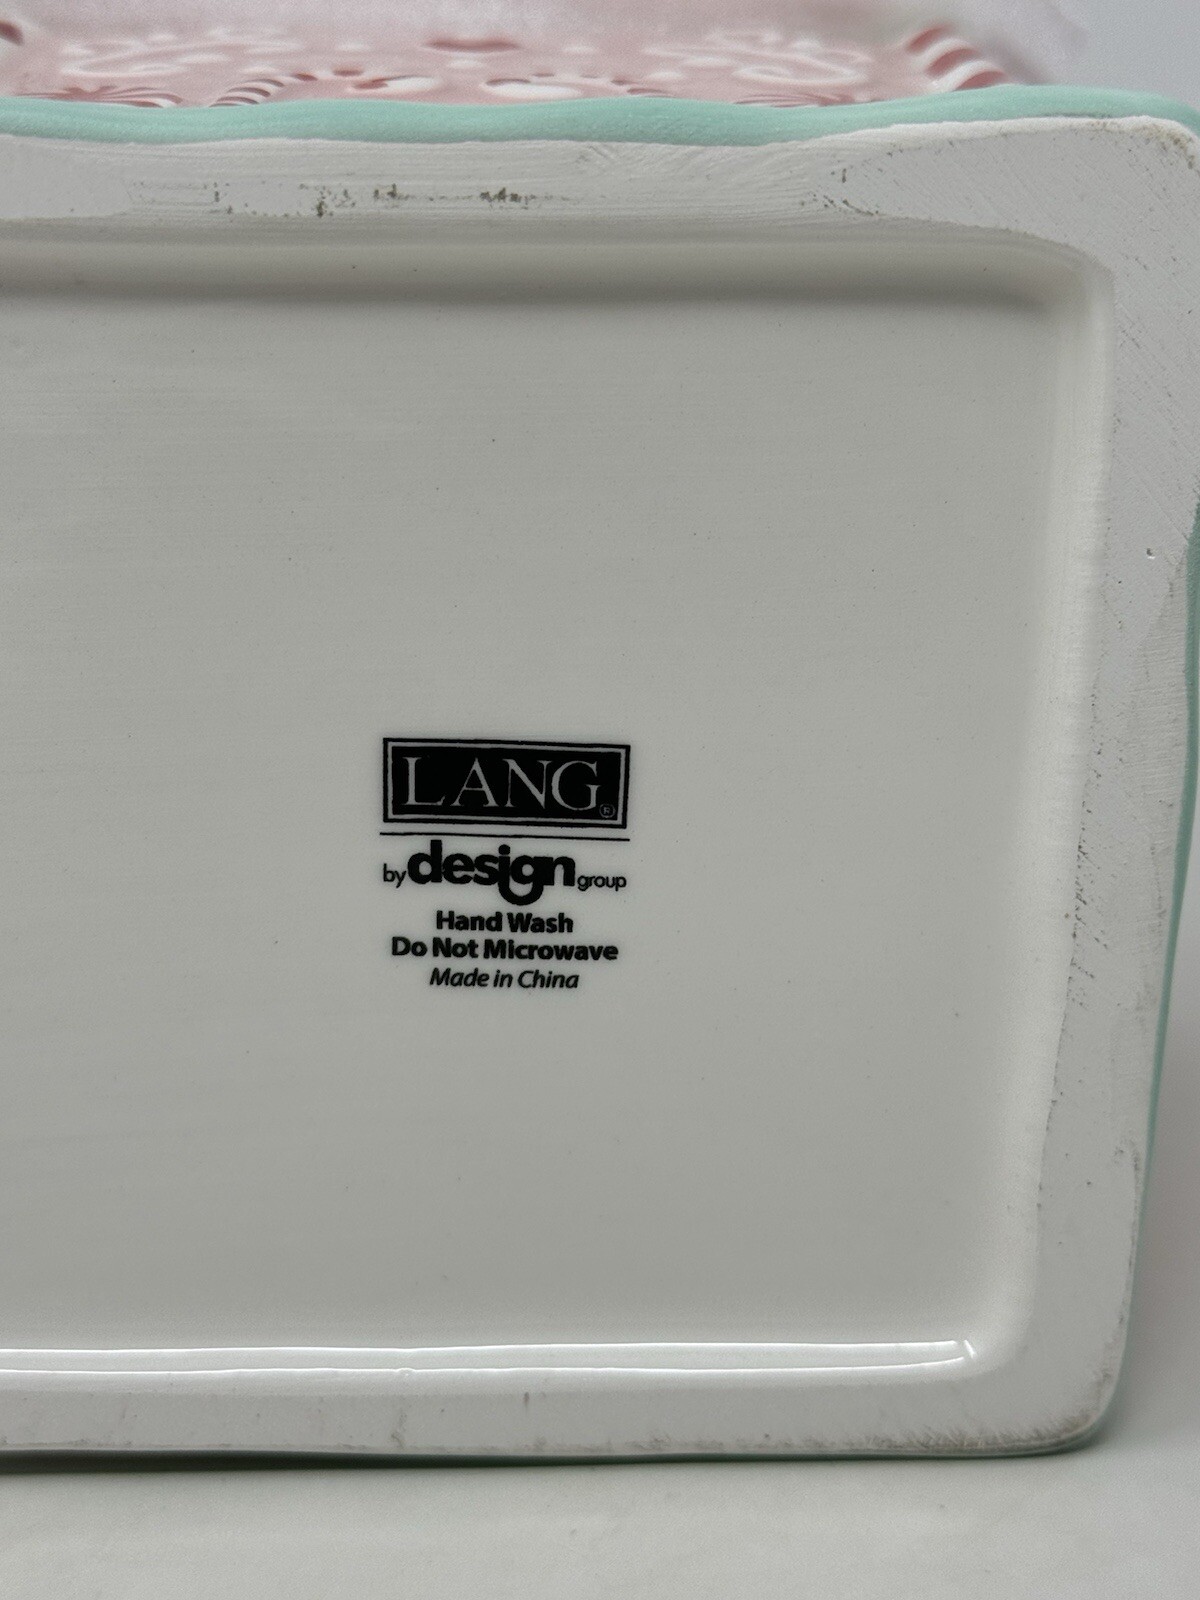 LANG®
by design group
Hand Wash
Do Not Microwave
Made in China